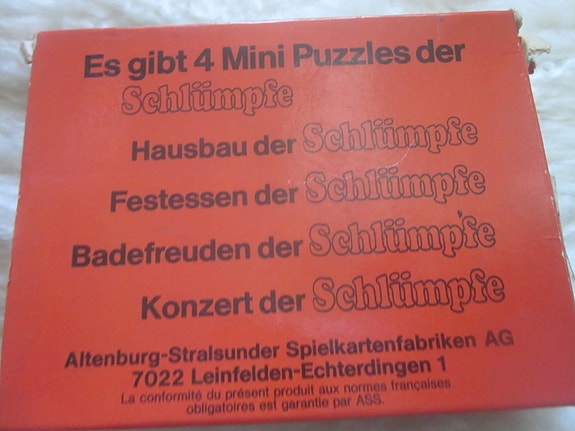 Es gibt 4 Mini Puzzles der
Schlümpfe
Hausbau der Schlümpfe
Festessen der Schlümpfe
Badefreuden der Schlümpfe
Konzert der Schlümpfe
Altenburg-Stralsunder Spielkartenfabriken AG
7022 Leinfelden-Echterdingen 1
La conformité du présent produit aux normes françaises
obligatoires est garantie par ASS.